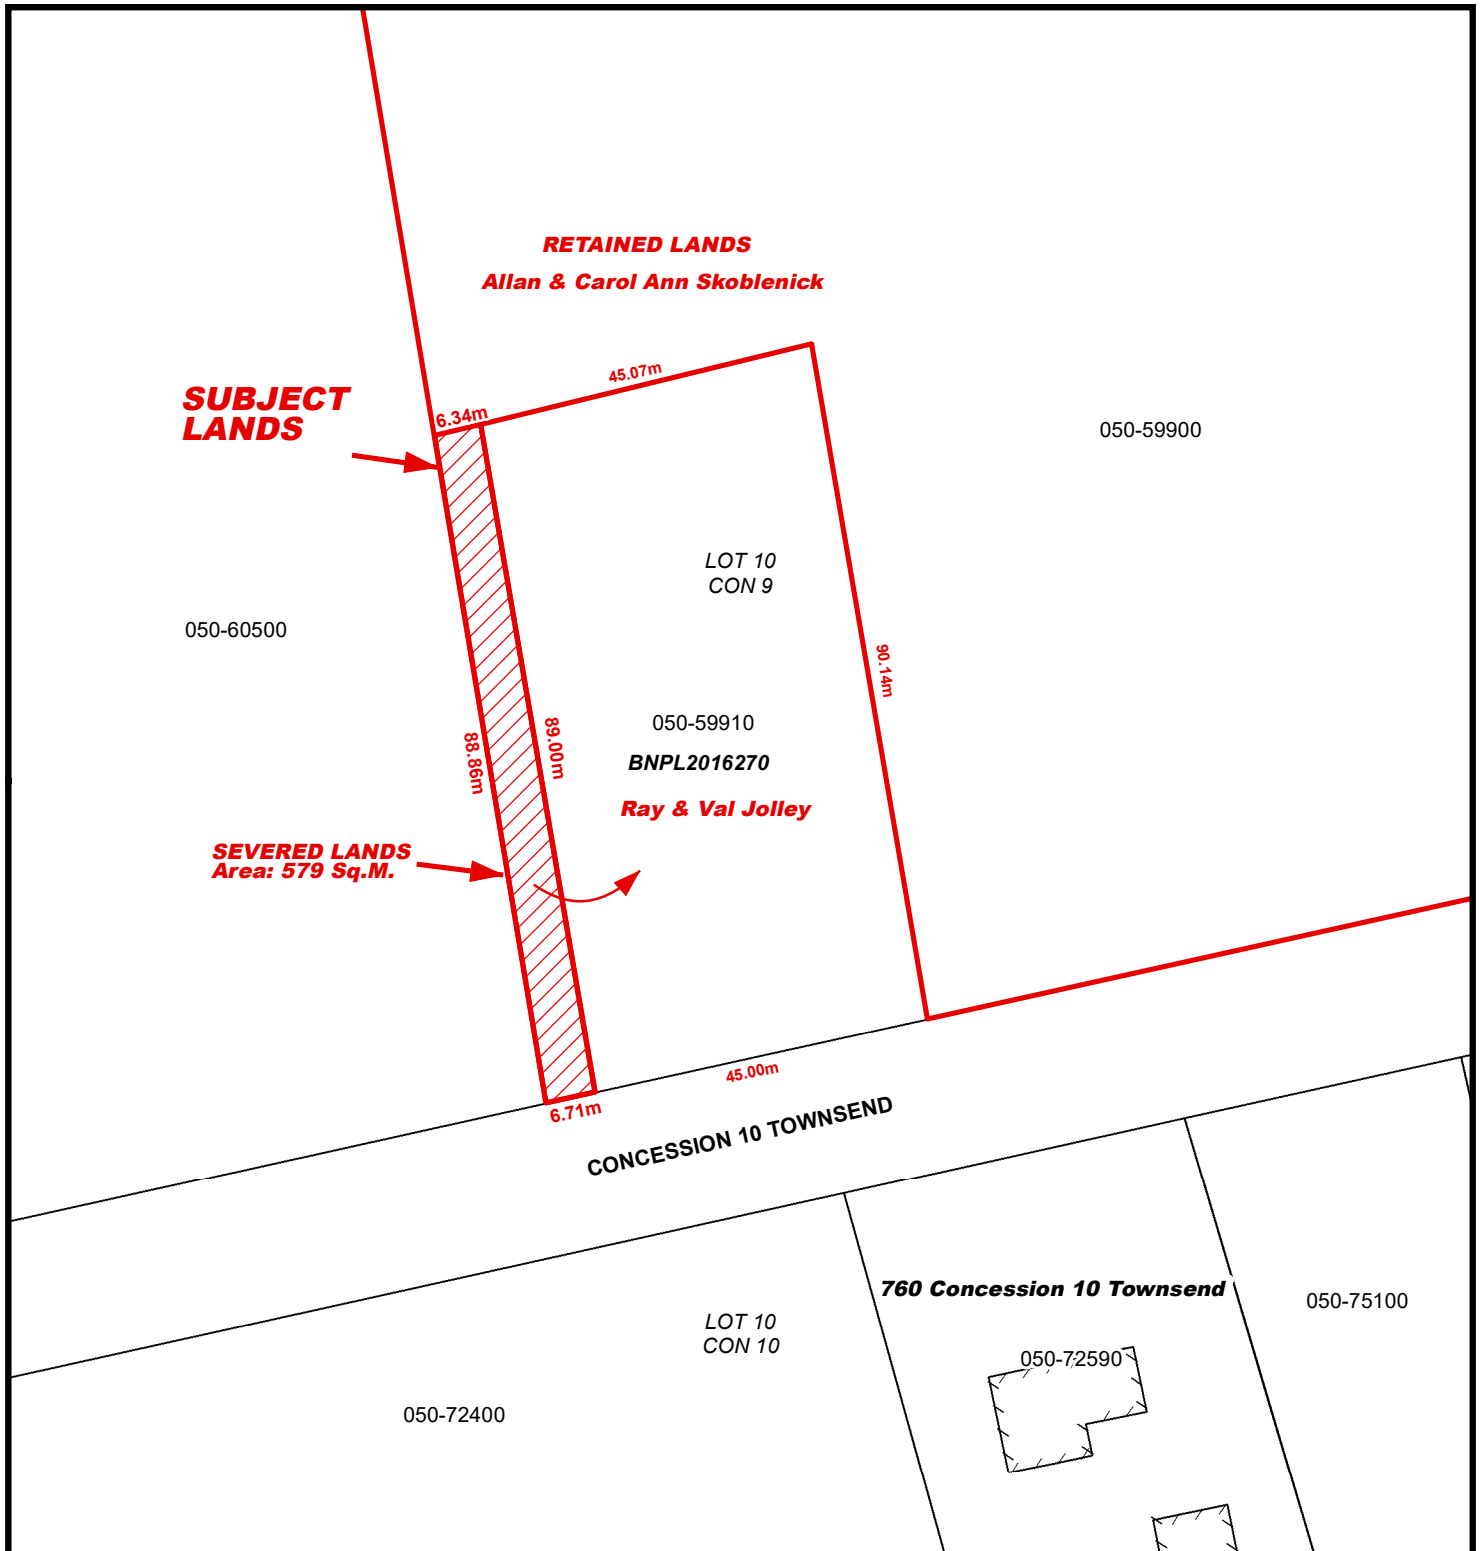 RETAINED LANDS
Allan & Carol Ann Skoblenick
45.07m
SUBJECT
LANDS
6.34m
050-59900
LOT 10
CON 9
050-60500
90.14m
050-59910
89.00m
88.86m
BNPL2016270
Ray & Val Jolley
SEVERED LANDS
Area: 579 Sq.M.
45.00m
6.71m
CONCESSION 10 TOWNSEND
760 Concession 10 Townsend
050-75100
LOT 10
CON 10
050-72590
050-72400